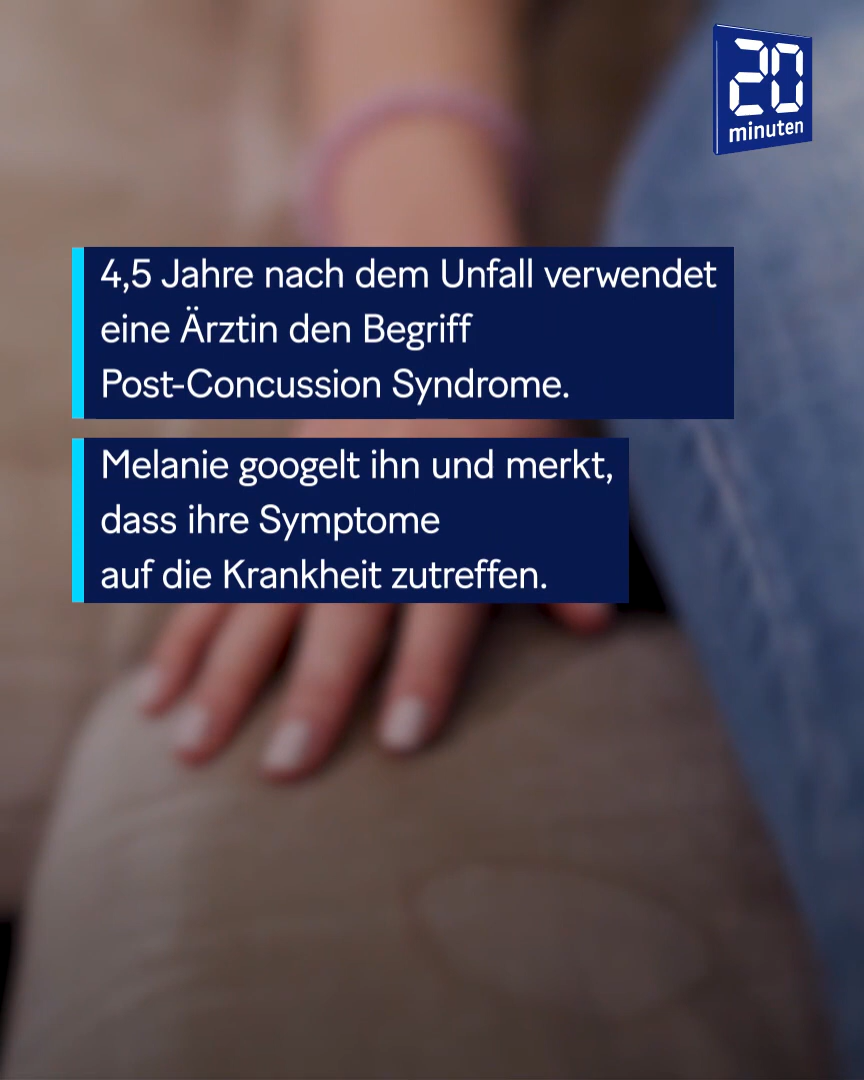 20
minuten
4,5 Jahre nach dem Unfall verwendet
eine Ärztin den Begriff
Post-Concussion Syndrome.
Melanie googelt ihn und merkt,
dass ihre Symptome
auf die Krankheit zutreffen.